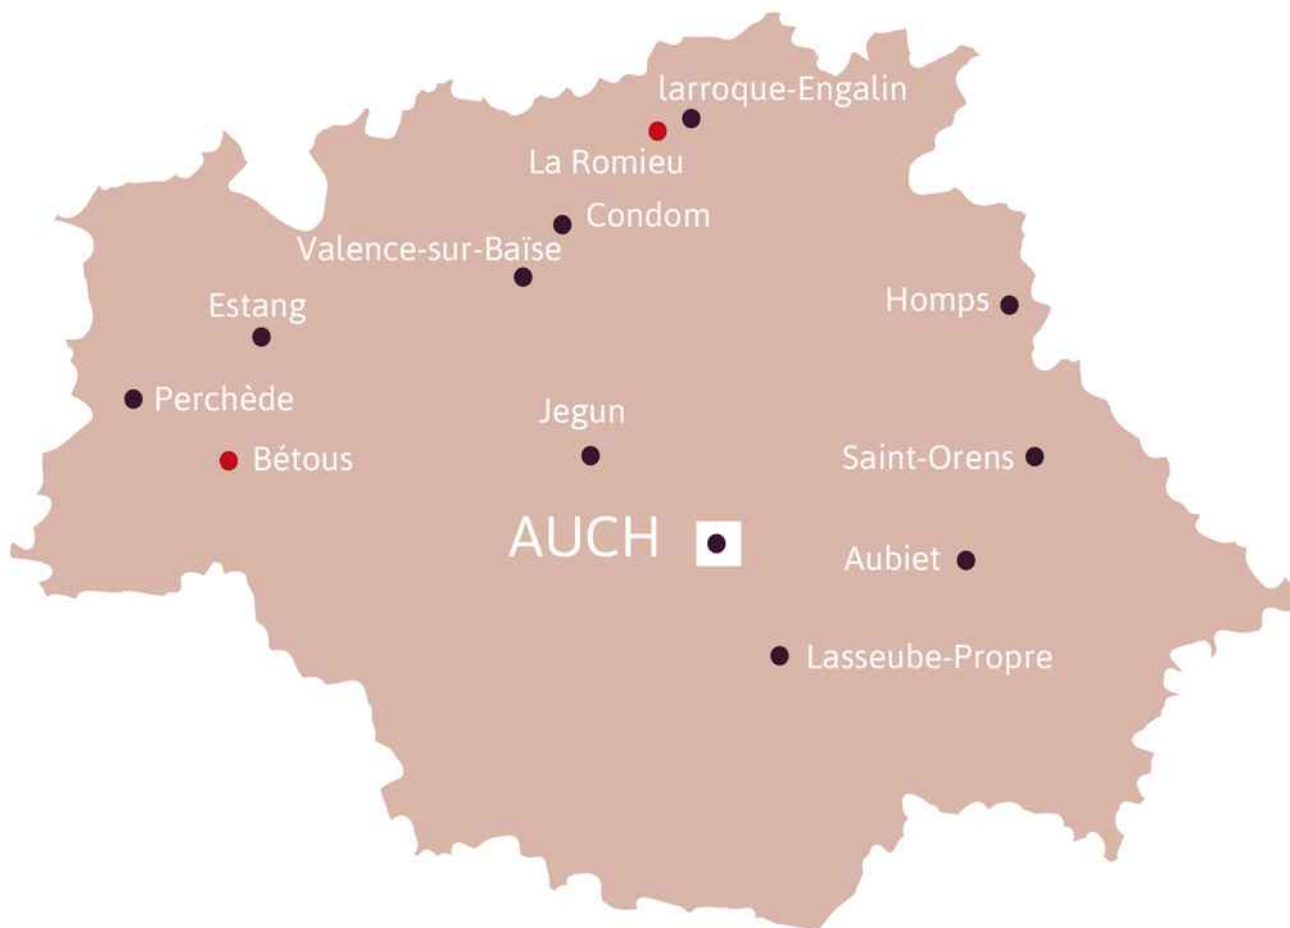 larroque-Engalin
La Romieu
Condom
Valence-sur-Baïse
Homps
Estang
Perchède
Jegun
Bétous
Saint-Orens
AUCH
Aubiet
Lasseube-Propre